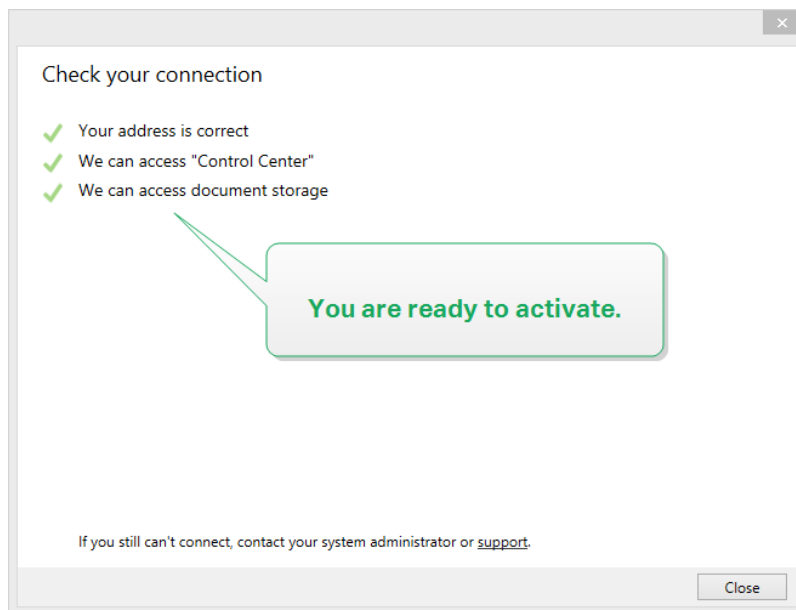 Check your connection
Your address is correct
We can access "Control Center"
We can access document storage
You are ready to activate.
If you still can't connect, contact your system administrator or support.
Close